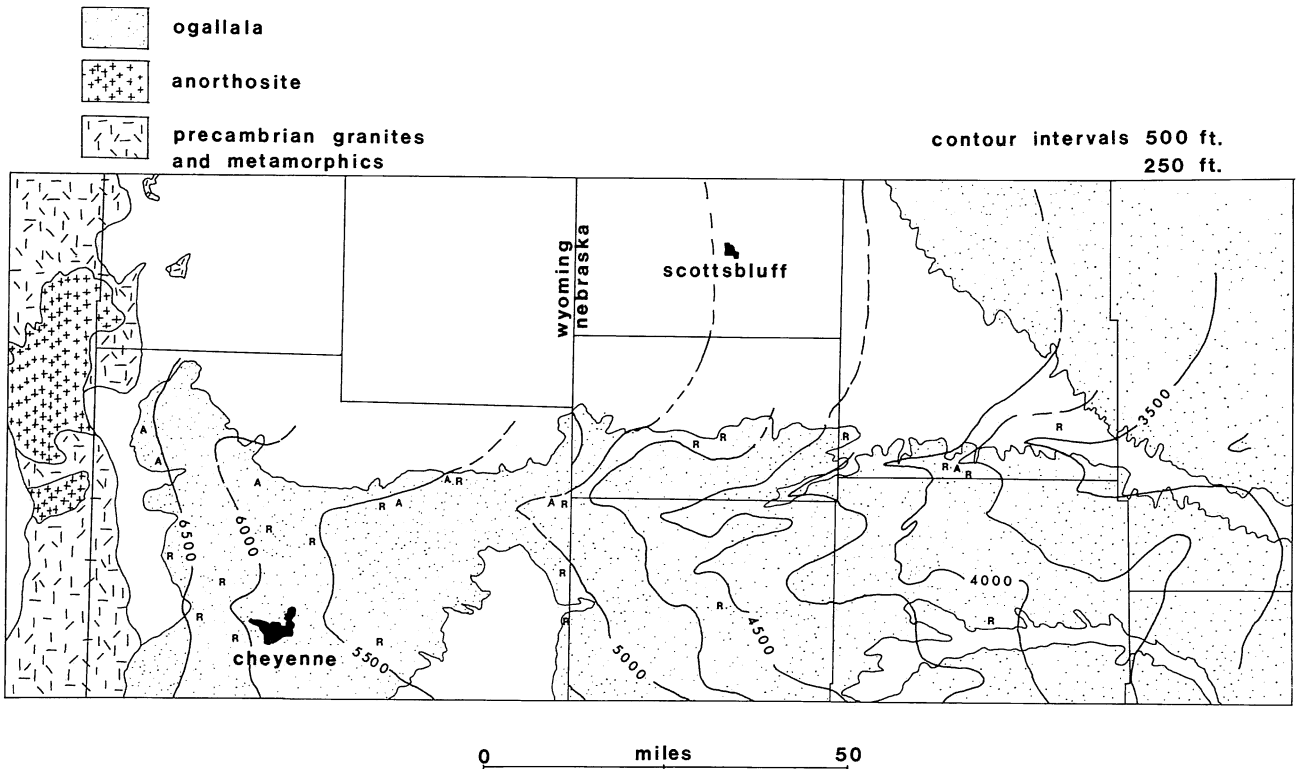 ogallala
anorthosite
precambrian granites
and metamorphics
contour intervals 500 ft.
250 ft.
wyoming
nebraska
scottsbluff
3500
R
R R R
A
R A R
A
A
A R
R A
A R
6500
6000
R
R
R
R
R
4000
R
R
R
R
4500
R
R
cheyenne
5500
5000
0 miles 50